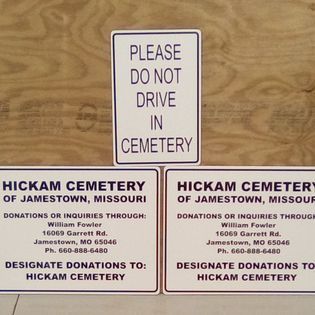 PLEASE
DO NOT
DRIVE
IN
CEMETERY
HICKAM CEMETERY
OF JAMESTOWN, MISSOURI
DONATIONS OR INQUIRIES THROUGH:
William Fowler
16069 Garrett Rd.
Jamestown, MO 65046
Ph. 660-888-6480
DESIGNATE DONATIONS TO:
HICKAM CEMETERY
HICKAM CEMETERY
OF JAMESTOWN, MISSOURI
DONATIONS OR INQUIRIES THROUGH:
William Fowler
16069 Garrett Rd.
Jamestown, MO 65046
Ph. 660-888-6480
DESIGNATE DONATIONS TO:
HICKAM CEMETERY